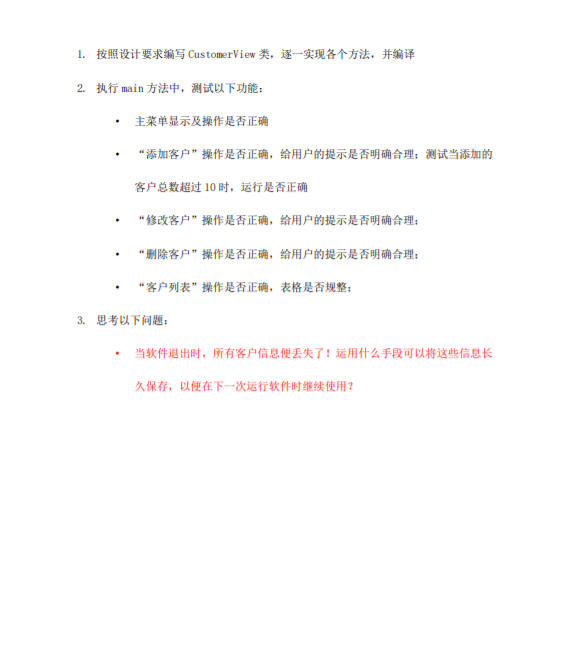 1. 按照设计要求编写 CustomerView 类，逐一实现各个方法，并编译
2. 执行 main 方法中，测试以下功能：
• 主菜单显示及操作是否正确
• “添加客户”操作是否正确，给用户的提示是否明确合理；测试当添加的
客户总数超过 10 时，运行是否正确
• “修改客户”操作是否正确，给用户的提示是否明确合理；
• “删除客户”操作是否正确，给用户的提示是否明确合理；
• “客户列表”操作是否正确，表格是否规整；
3. 思考以下问题：
• 当软件退出时，所有客户信息便丢失了！运用什么手段可以将这些信息长
久保存，以便在下一次运行软件时继续使用？